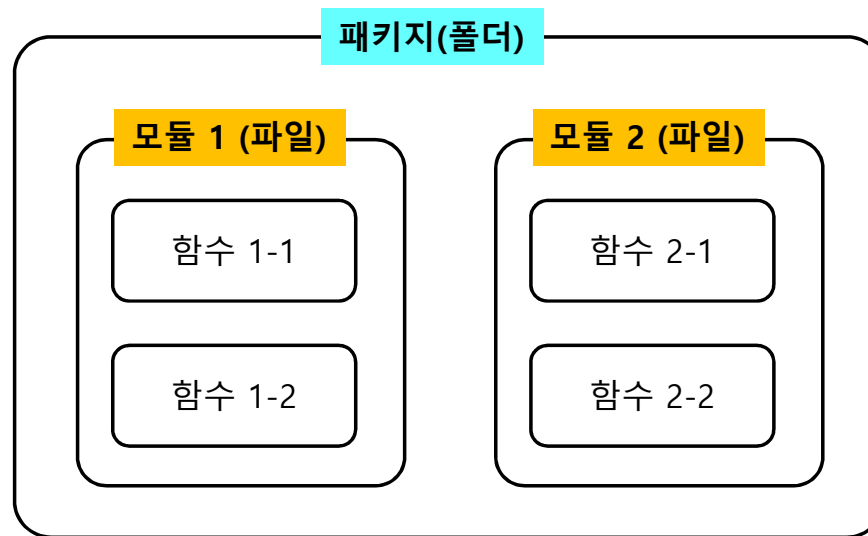 패키지(폴더)
모듈 1 (파일)
함수 1-1
함수 1-2
모듈 2 (파일)
함수 2-1
함수 2-2